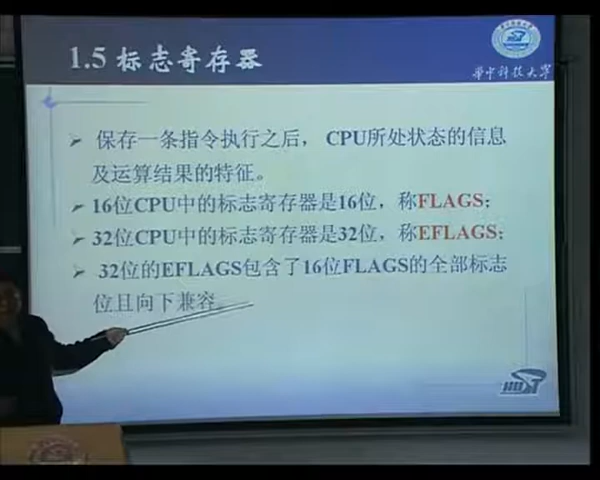 1.5 标志寄存器
华中科技大学
保存一条指令执行之后， CPU所处状态的信息
及运算结果的特征。
16位CPU中的标志寄存器是16位，称FLAGS；
32位CPU中的标志寄存器是32位，称EFLAGS；
32位的EFLAGS包含了16位FLAGS的全部标志
位且向下兼容。